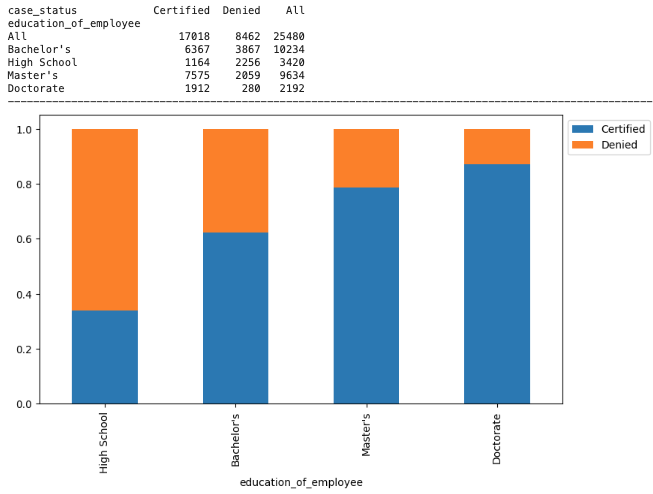 case_status Certified Denied All
education_of_employee
All 17018 8462 25480
Bachelor's 6367 3867 10234
High School 1164 2256 3420
Master's 7575 2059 9634
Doctorate 1912 280 2192
------------------------------------------------------------------------------------------------------------------------
1.0
0.8
0.6
0.4
0.2
0.0
Certified
Denied
High School
Bachelor's
Master's
Doctorate
education_of_employee